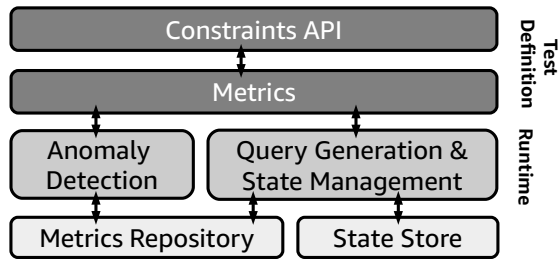 Constraints API
Metrics
Test
Definition
Anomaly
Detection
Query Generation &
State Management
Runtime
Metrics Repository
State Store